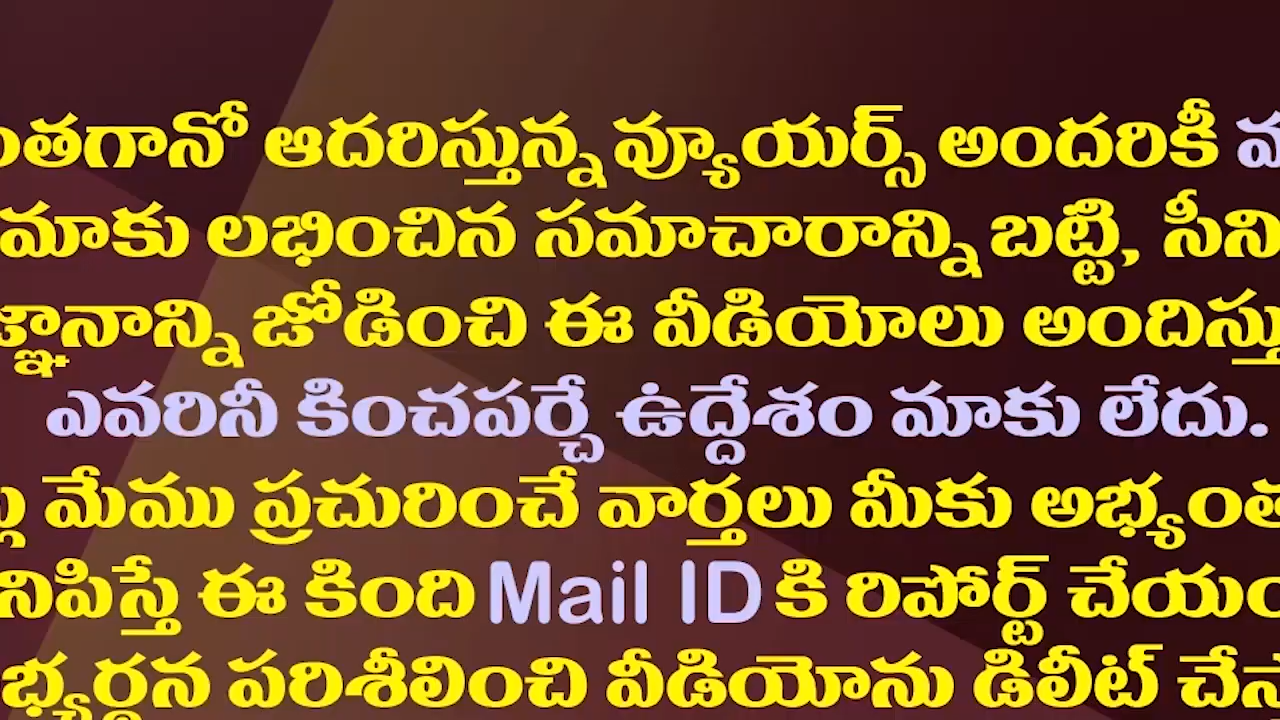 ంతగానో ఆదరిస్తున్న వ్యూయర్స్ అందరికీ
మాకు లభించిన సమాచారాన్ని బట్టి, సీని
జ్ఞానాన్ని జోడించి ఈ వీడియోలు అందిస్తు
ఎవరినీ కించపర్చే ఉద్దేశం మాకు లేదు.
మేము ప్రచురించే వార్తలు మీకు అభ్యంత
నిపిస్తే ఈ కింది Mail ID కి రిపోర్ట్ చేయం
భ్యర్థన పరిశీలించి వీడియోను డిలీట్ చేస